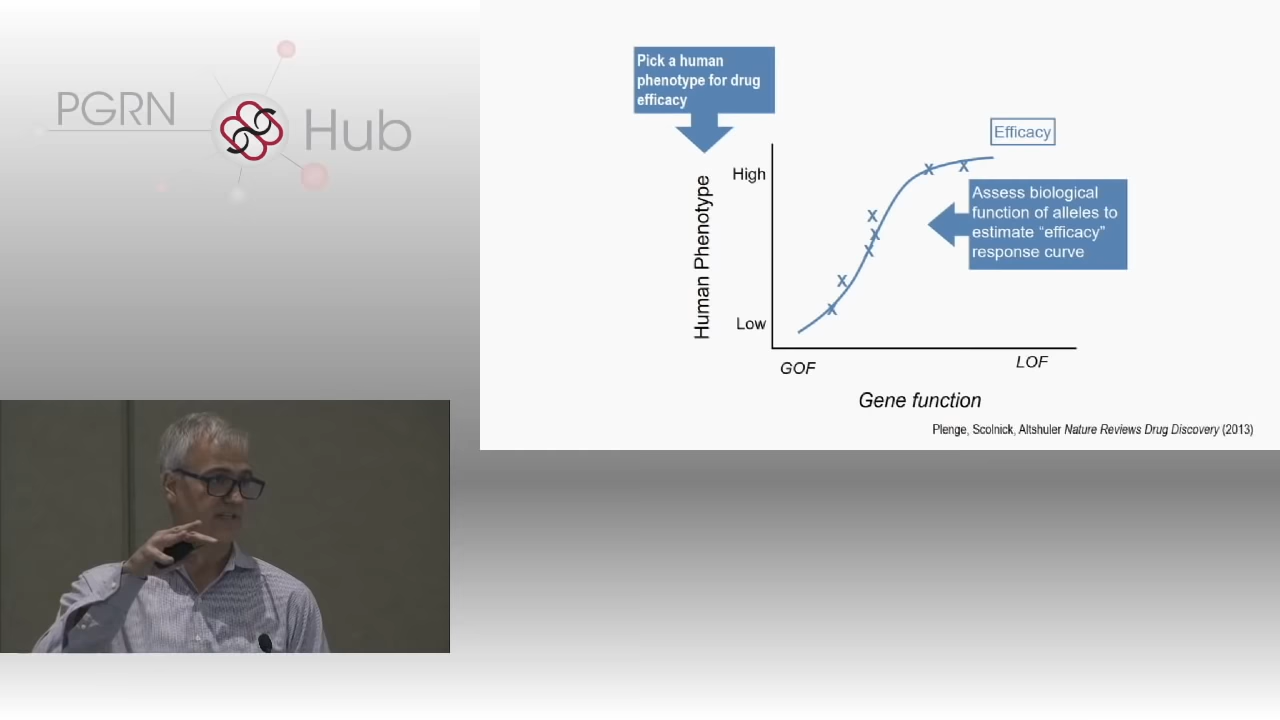 PGRN
Hub
Pick a human
phenotype for drug
efficacy
Efficacy
High
Assess biological
function of alleles to
estimate “efficacy”
response curve
Human Phenotype
Low
GOF
LOF
Gene function
Plenge, Scolnick, Altshuler Nature Reviews Drug Discovery (2013)